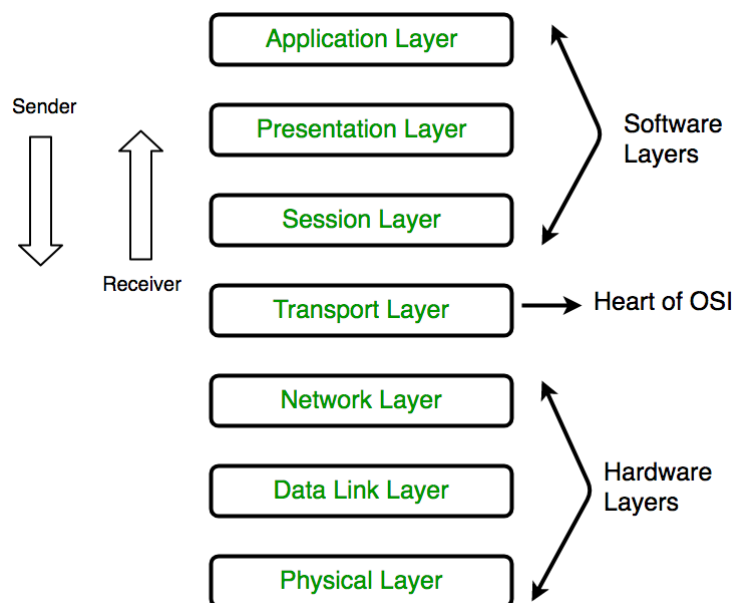 Application Layer
Sender
Presentation Layer
Software
Layers
Session Layer
Receiver
Transport Layer
Heart of OSI
Network Layer
Hardware
Layers
Data Link Layer
Physical Layer